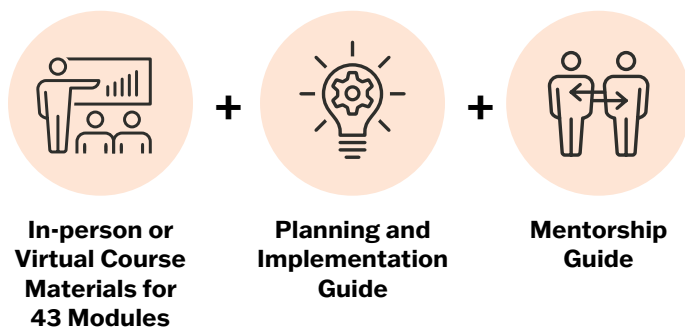 +
+
In-person or
Virtual Course
Materials for
43 Modules
Planning and
Implementation
Guide
Mentorship
Guide